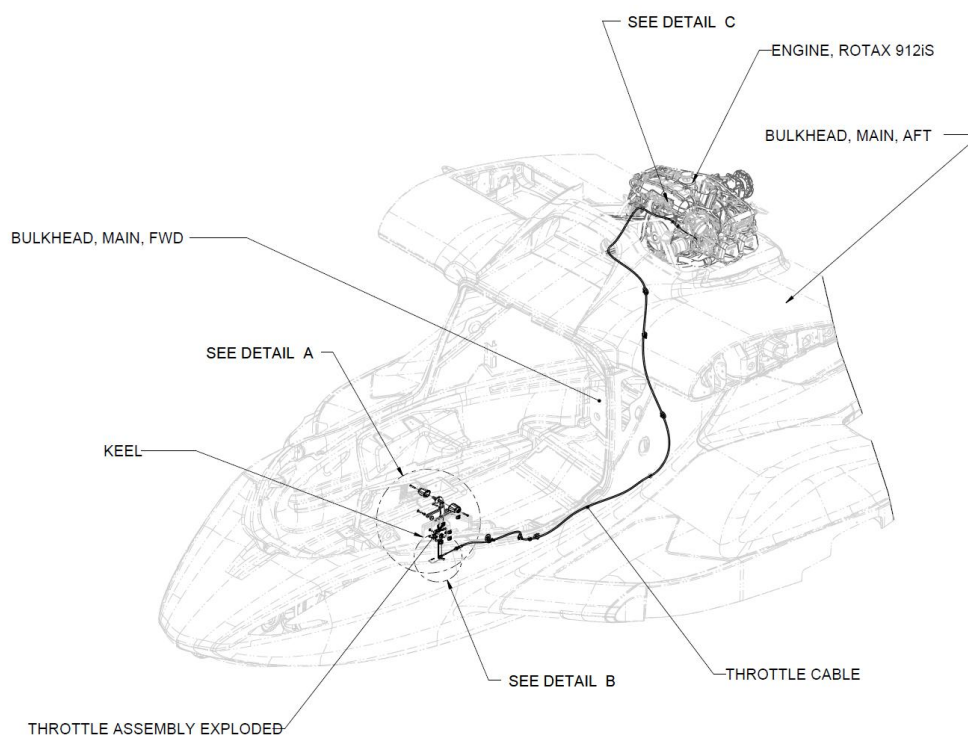 SEE DETAIL C
ENGINE, ROTAX 912iS
BULKHEAD, MAIN, AFT
BULKHEAD, MAIN, FWD
SEE DETAIL A
KEEL
THROTTLE CABLE
SEE DETAIL B
THROTTLE ASSEMBLY EXPLODED